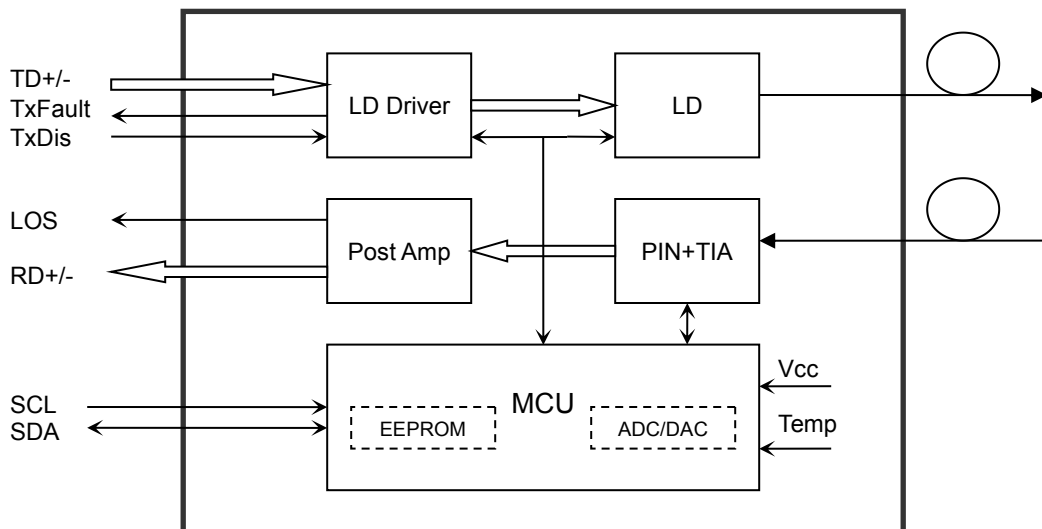 TD+/-
TxFault
TxDis
LD Driver
LD
LOS
RD+/-
Post Amp
PIN+TIA
SCL
SDA
MCU
EEPROM
ADC/DAC
Vcc
Temp